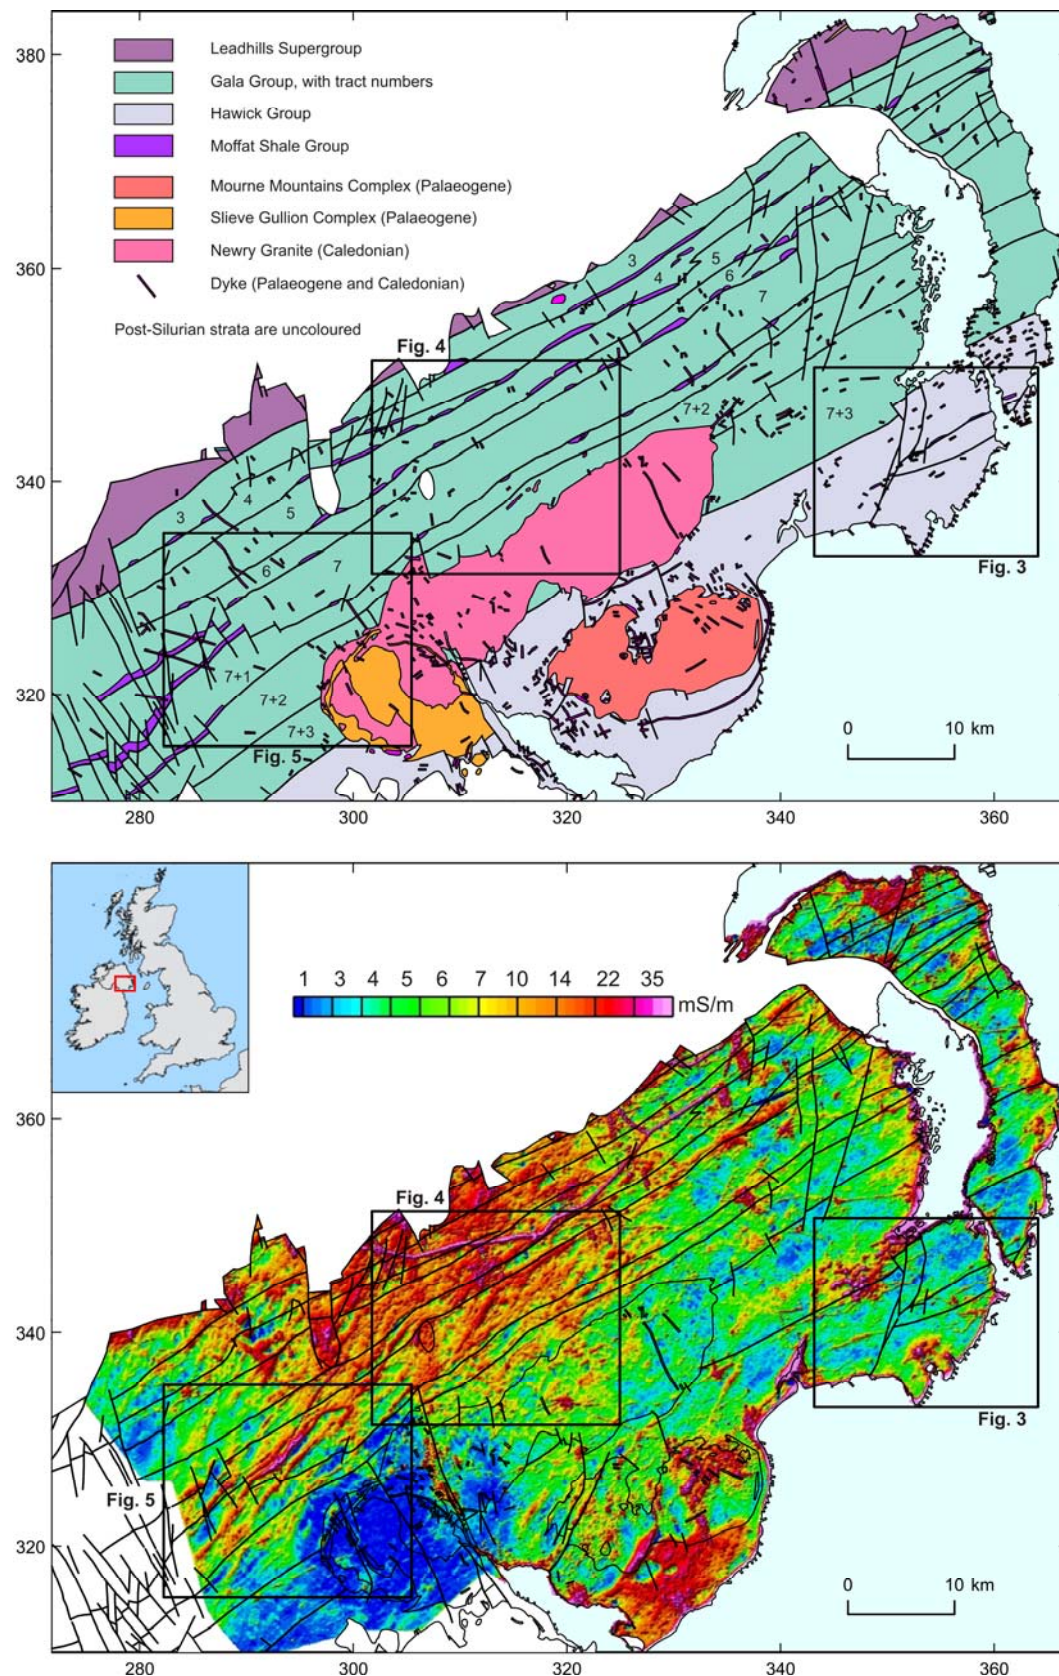 380
Leadhills Supergroup
Gala Group, with tract numbers
Hawick Group
Moffat Shale Group
370
Mourne Mountains Complex (Palaeogene)
Slieve Gullion Complex (Palaeogene)
Newry Granite (Caledonian)
Dyke (Palaeogene and Caledonian)
Post-Silurian strata are uncoloured
360
3
4
5
6
7
Fig. 4
350
7+2
7+3
340
3
4
5
6
7
Fig. 3
330
320
7+1
7+2
7+3
Fig. 5
0 10 km
280 300 320 340 360
380
1 3 4 5 6 7 10 14 22 35
mS/m
360
Fig. 4
340
Fig. 3
Fig. 5
320
0 10 km
280 300 320 340 360